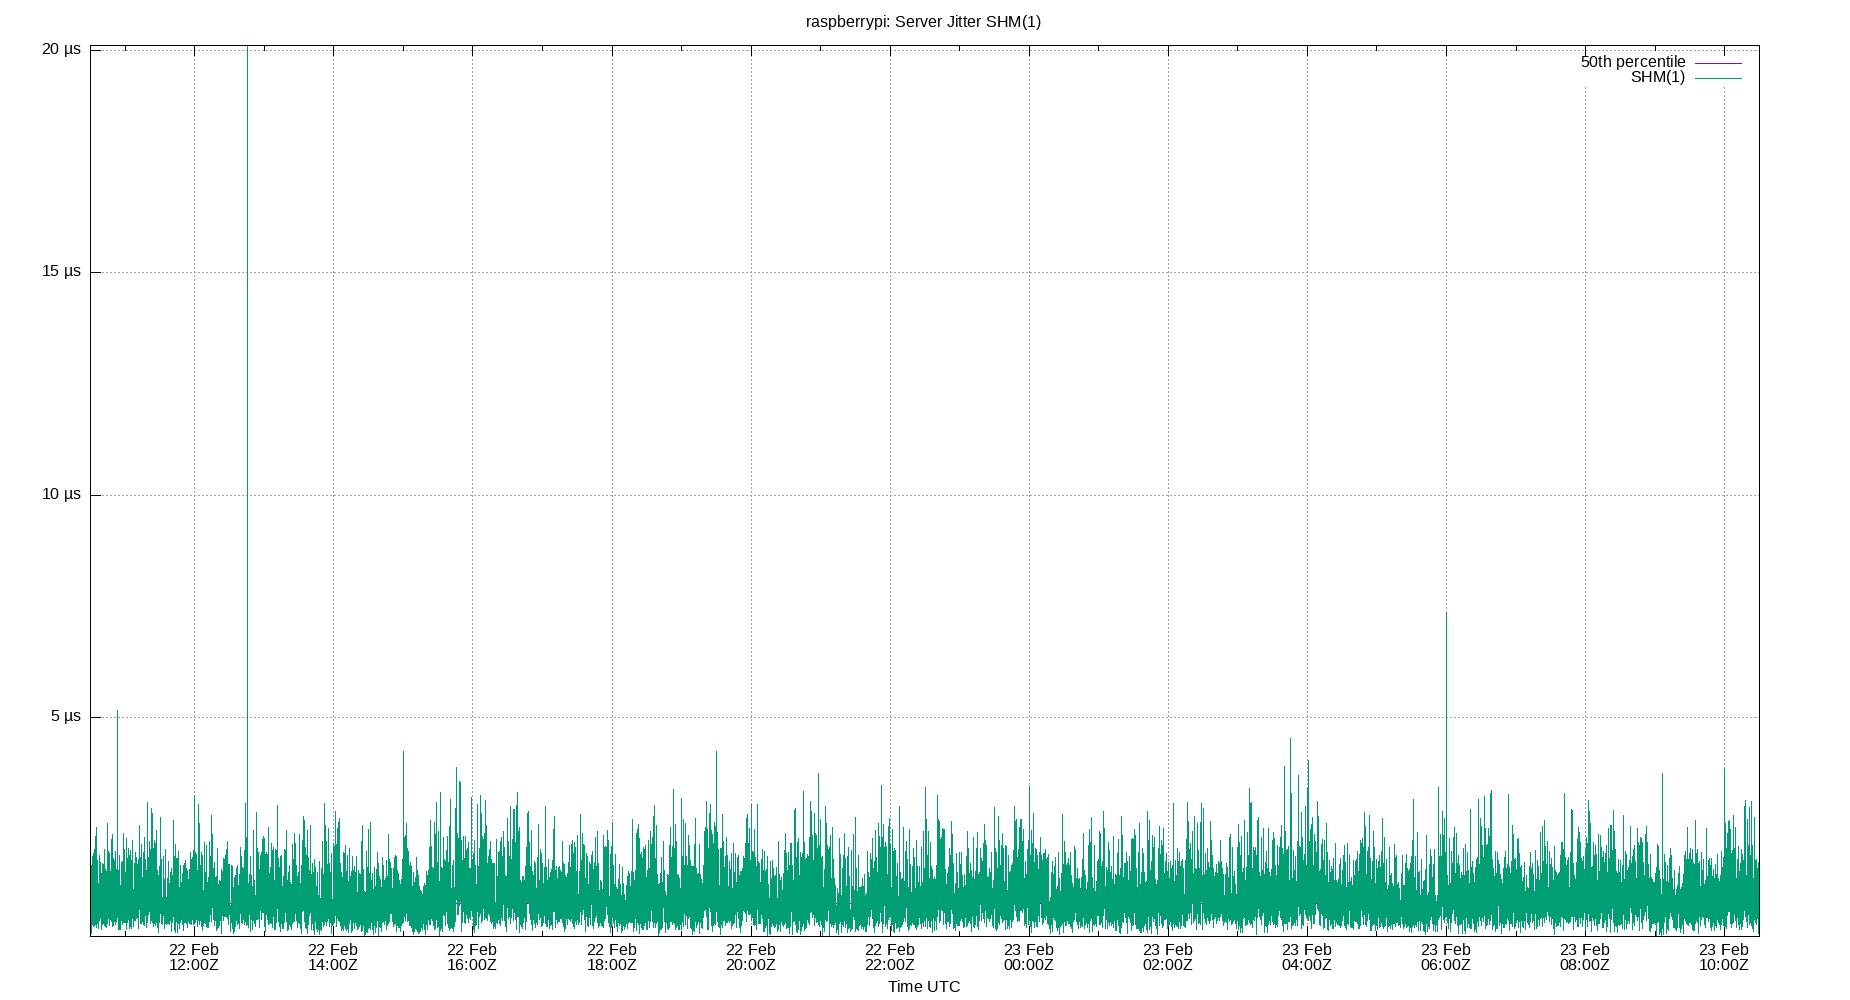 raspberrypi: Server Jitter SHM(1)
20 µs
50th percentile
SHM(1)
15 µs
10 µs
5 µs
22 Feb 22 Feb 22 Feb 22 Feb 22 Feb 22 Feb 23 Feb 23 Feb 23 Feb 23 Feb 23 Feb 23 Feb
12:00Z 14:00Z 16:00Z 18:00Z 20:00Z 22:00Z 00:00Z 02:00Z 04:00Z 06:00Z 08:00Z 10:00Z
Time UTC